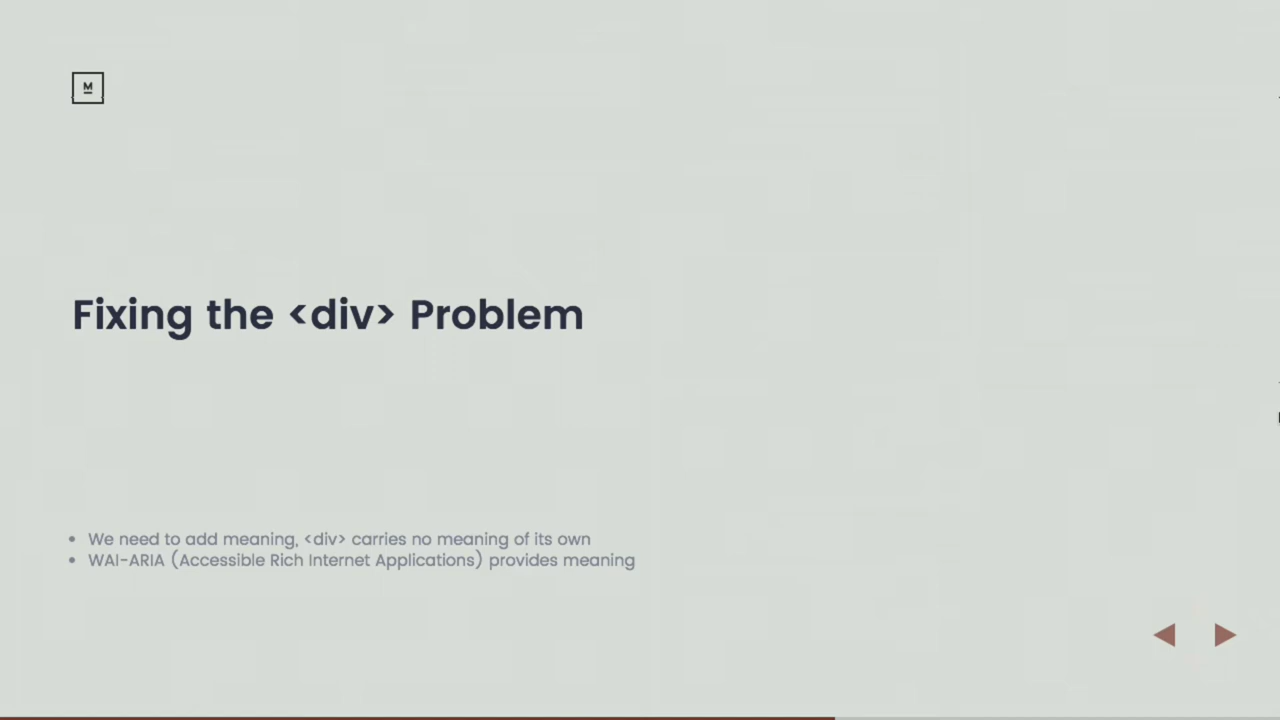 M
Fixing the <div> Problem
• We need to add meaning, <div> carries no meaning of its own
• WAI-ARIA (Accessible Rich Internet Applications) provides meaning